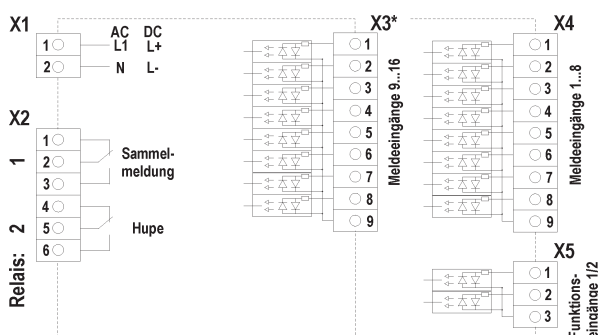 X1
AC DC
1 L1 L+
2 N L-
X2
1
2
3
4
5
6
Relais: 2 1
Sammel-
meldung
Hupe
X3*
1
2
3
4
5
6
7
8
9
Meldeeingänge 9...16
X4
1
2
3
4
5
6
7
8
9
Meldeeingänge 1...8
X5
1
2
3
Funktions-
eingänge 1/2